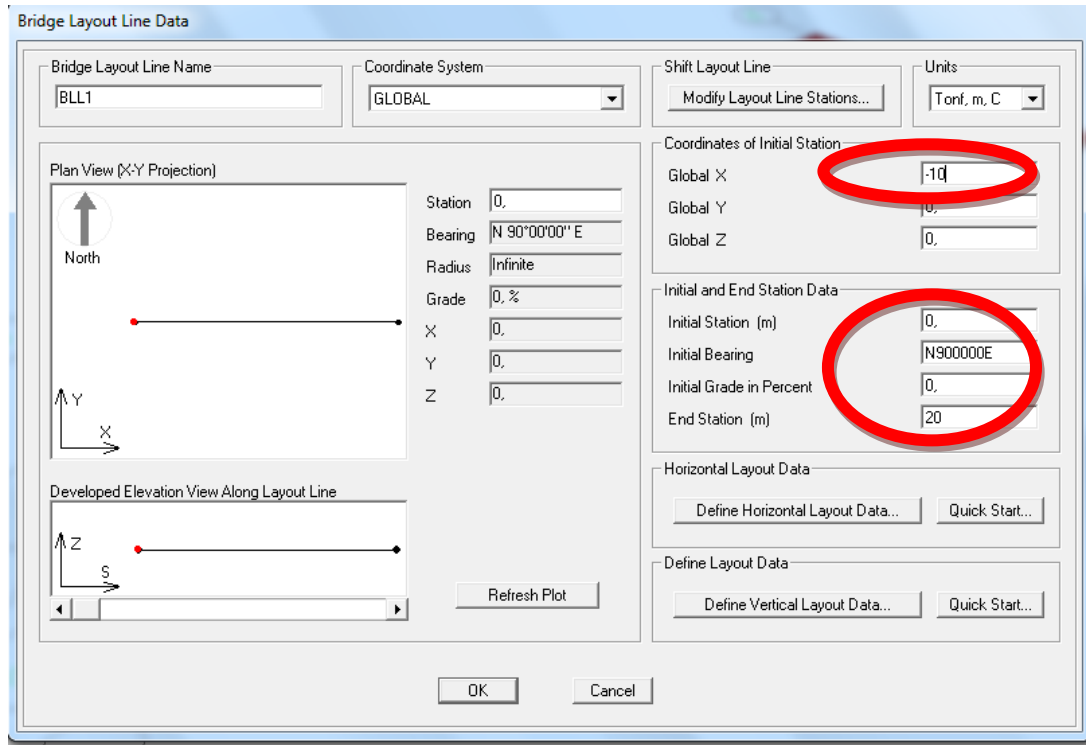 Bridge Layout Line Data
Bridge Layout Line Name
BLL1
Coordinate System
GLOBAL
Shift Layout Line
Modify Layout Line Stations...
Units
Tonf, m, C
Plan View (X-Y Projection)
North
Y
X
Station 0,
Bearing N 90°00'00" E
Radius Infinite
Grade 0, %
X 0,
Y 0,
Z 0,
Developed Elevation View Along Layout Line
Z
S
Refresh Plot
Coordinates of Initial Station
Global X -10
Global Y 0,
Global Z 0,
Initial and End Station Data
Initial Station (m) 0,
Initial Bearing N900000E
Initial Grade in Percent 0,
End Station (m) 20
Horizontal Layout Data
Define Horizontal Layout Data... Quick Start...
Define Layout Data
Define Vertical Layout Data... Quick Start...
OK Cancel